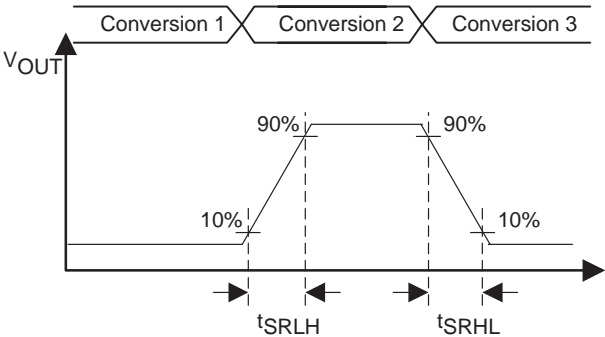 Conversion 1 Conversion 2 Conversion 3
VOUT
90% 90%
10% 10%
tSRLH tSRHL